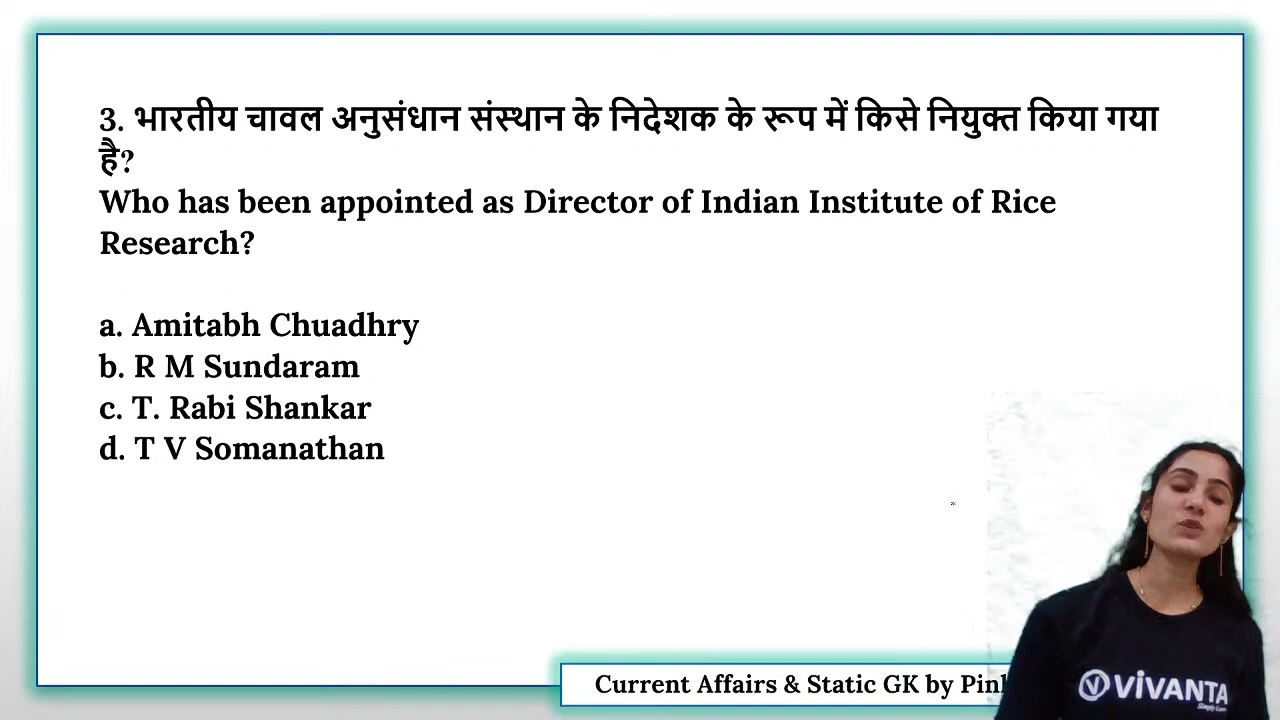 3. भारतीय चावल अनुसंधान संस्थान के निदेशक के रूप में किसे नियुक्त किया गया
है?
Who has been appointed as Director of Indian Institute of Rice
Research?
a. Amitabh Chuadhry
b. R M Sundaram
c. T. Rabi Shankar
d. T V Somanathan
Current Affairs & Static GK by
VIVANTA